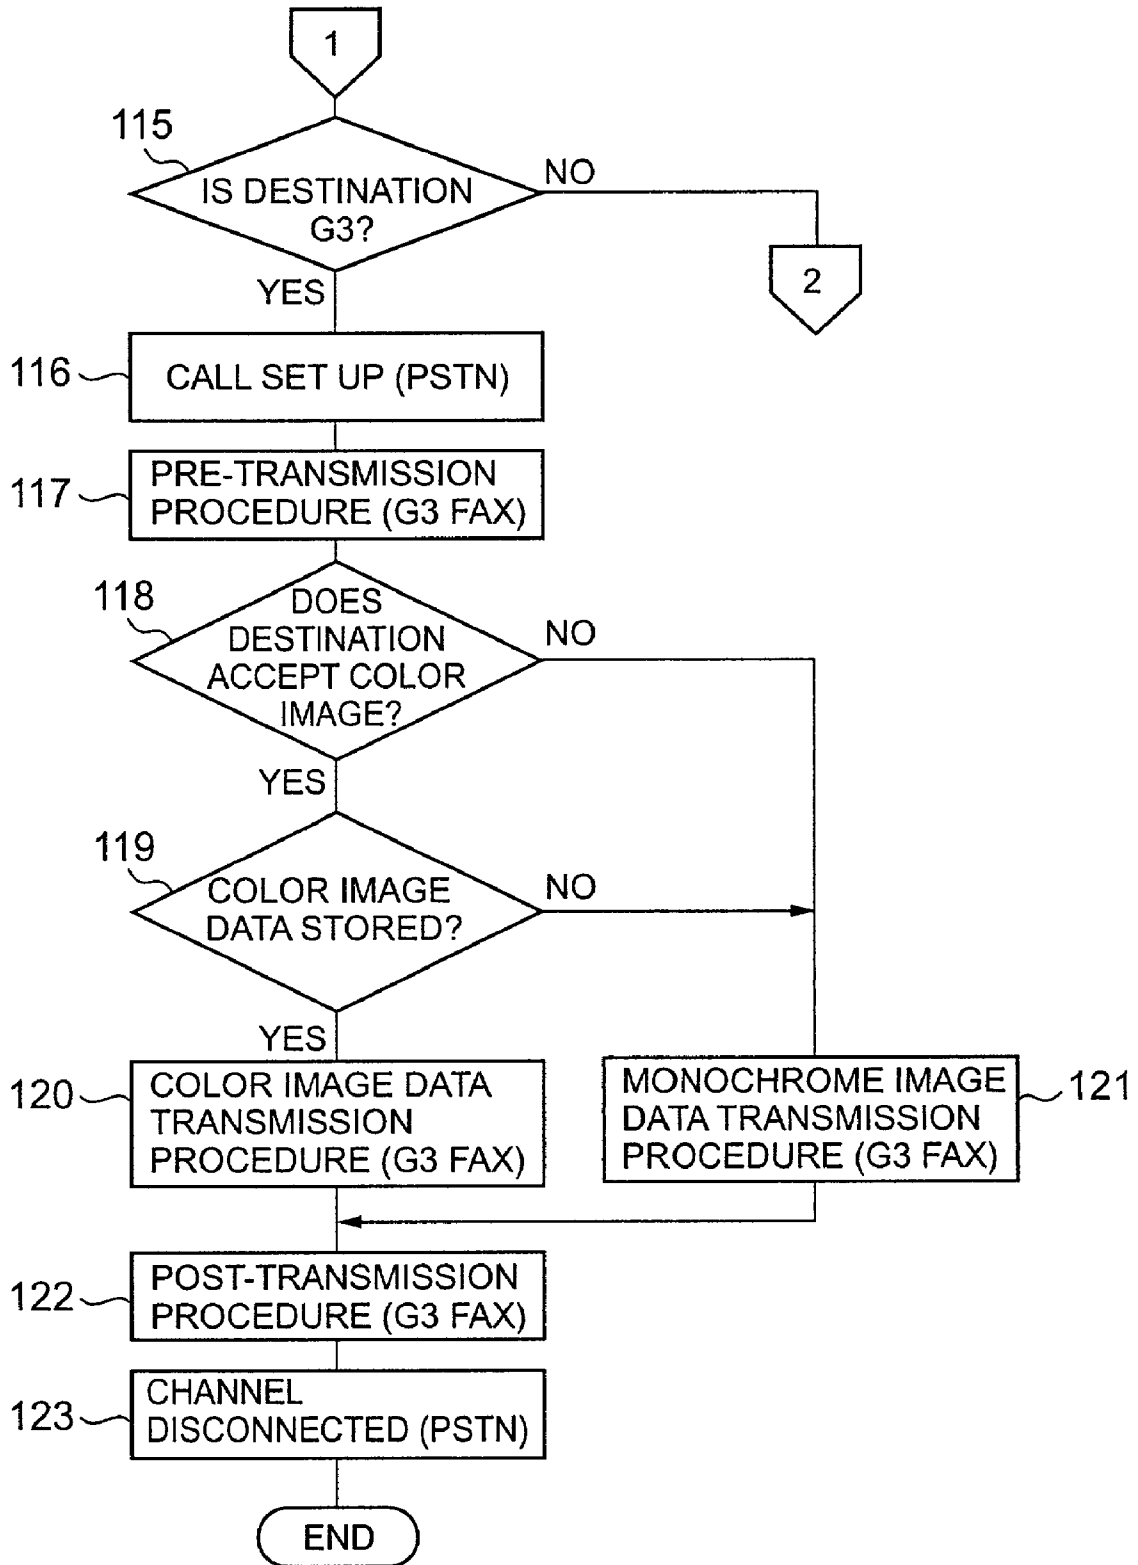 1
115
IS DESTINATION
G3?
NO
2
YES
116
CALL SET UP (PSTN)
117
PRE-TRANSMISSION
PROCEDURE (G3 FAX)
118
DOES
DESTINATION
ACCEPT COLOR
IMAGE?
NO
YES
119
COLOR IMAGE
DATA STORED?
NO
YES
120
COLOR IMAGE DATA
TRANSMISSION
PROCEDURE (G3 FAX)
MONOCHROME IMAGE
DATA TRANSMISSION
PROCEDURE (G3 FAX)
121
122
POST-TRANSMISSION
PROCEDURE (G3 FAX)
123
CHANNEL
DISCONNECTED (PSTN)
END